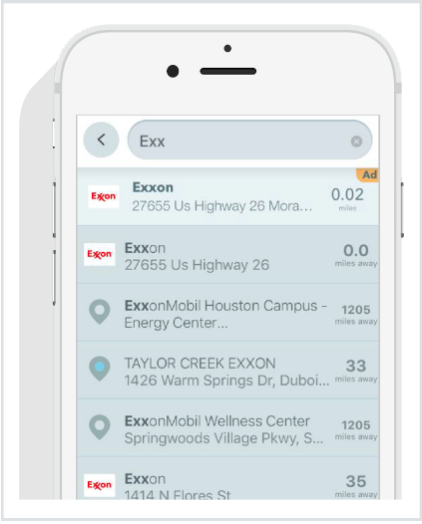 Exx
Ad
Exxon
Exxon
27655 Us Highway 26 Mora...
0.02
miles
Exxon
Exxon
27655 Us Highway 26
0.0
miles away
ExxonMobil Houston Campus -
Energy Center...
1205
miles away
TAYLOR CREEK EXXON
1426 Warm Springs Dr, Duboi...
33
miles away
ExxonMobil Wellness Center
Springwoods Village Pkwy, S...
1205
miles away
Exxon
Exxon
1414 N Flores St
35
miles away